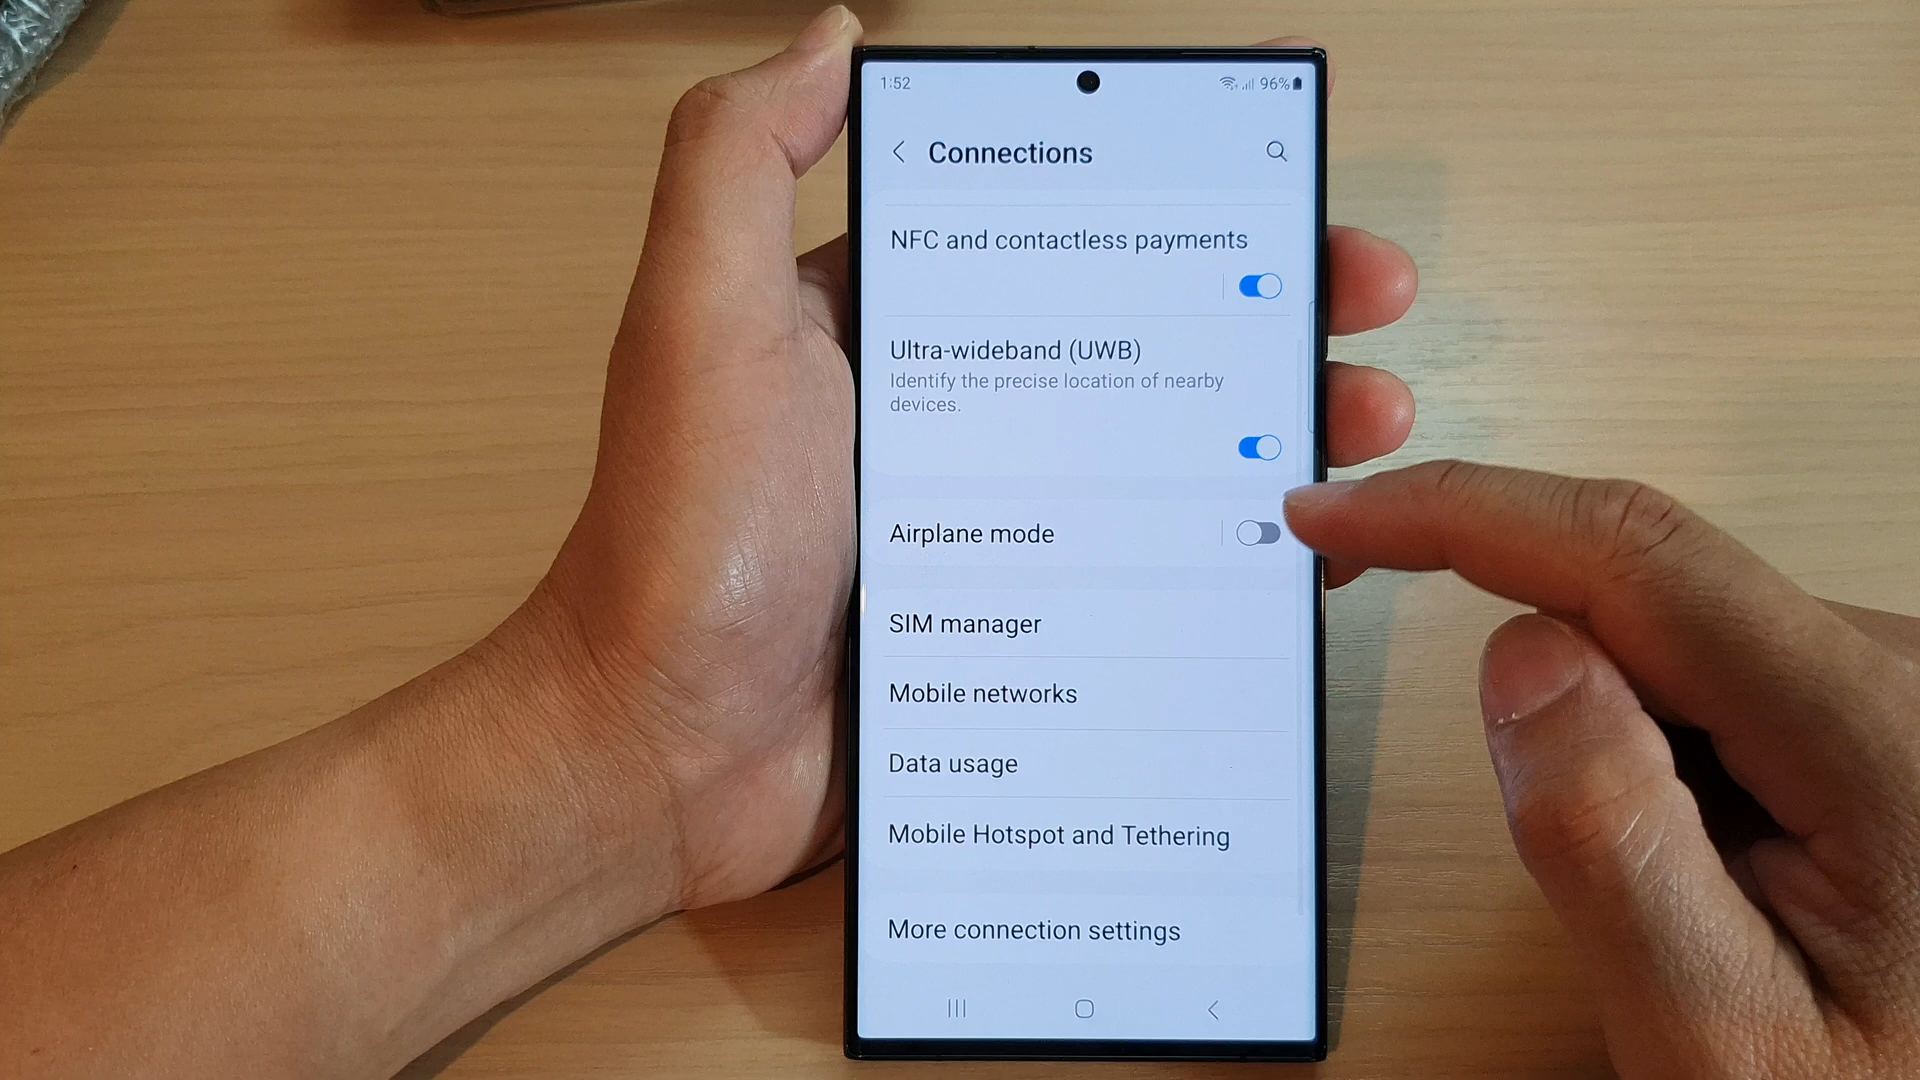 1:52
96%
Connections
NFC and contactless payments
Ultra-wideband (UWB)
Identify the precise location of nearby
devices.
Airplane mode
SIM manager
Mobile networks
Data usage
Mobile Hotspot and Tethering
More connection settings